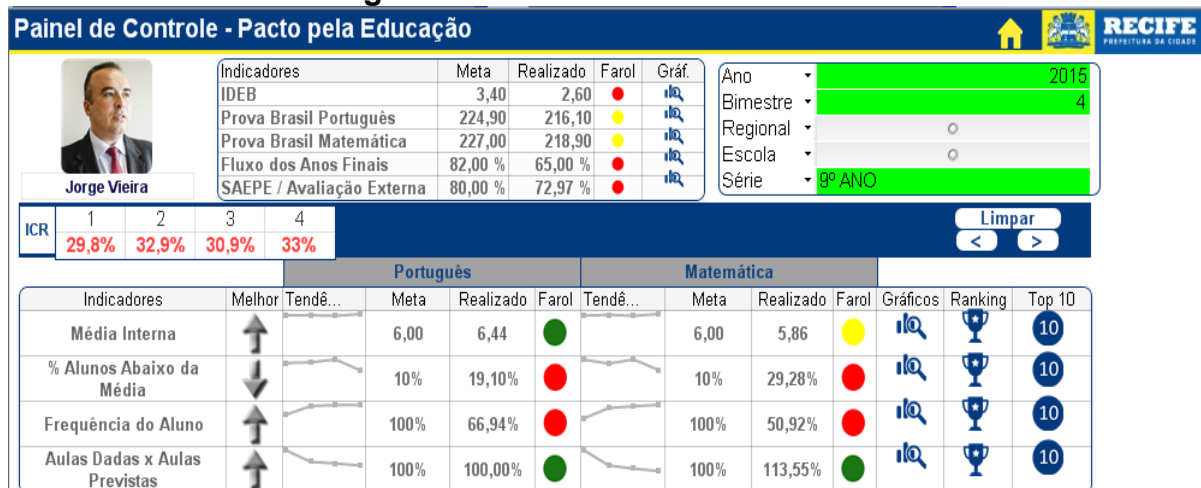 Painel de Controle - Pacto pela Educação
RECIFE
PREFEITURA DA CIDADE
Indicadores Meta Realizado Farol Gráf.
IDEB 3,40 2,60
Prova Brasil Português 224,90 216,10
Prova Brasil Matemática 227,00 218,90
Fluxo dos Anos Finais 82,00 % 65,00 %
SAEPE / Avaliação Externa 80,00 % 72,97 %
Jorge Vieira
Ano 2015
Bimestre 4
Regional
Escola
Série 9º ANO
ICR 1 2 3 4
29,8% 32,9% 30,9% 33%
Limpar
< >
Português Matemática
Indicadores Melhor Tendê... Meta Realizado Farol Tendê... Meta Realizado Farol Gráficos Ranking Top 10
Média Interna 6,00 6,44 6,00 5,86 10
% Alunos Abaixo da Média 10% 19,10% 10% 29,28% 10
Frequência do Aluno 100% 66,94% 100% 50,92% 10
Aulas Dadas x Aulas Previstas 100% 100,00% 100% 113,55% 10